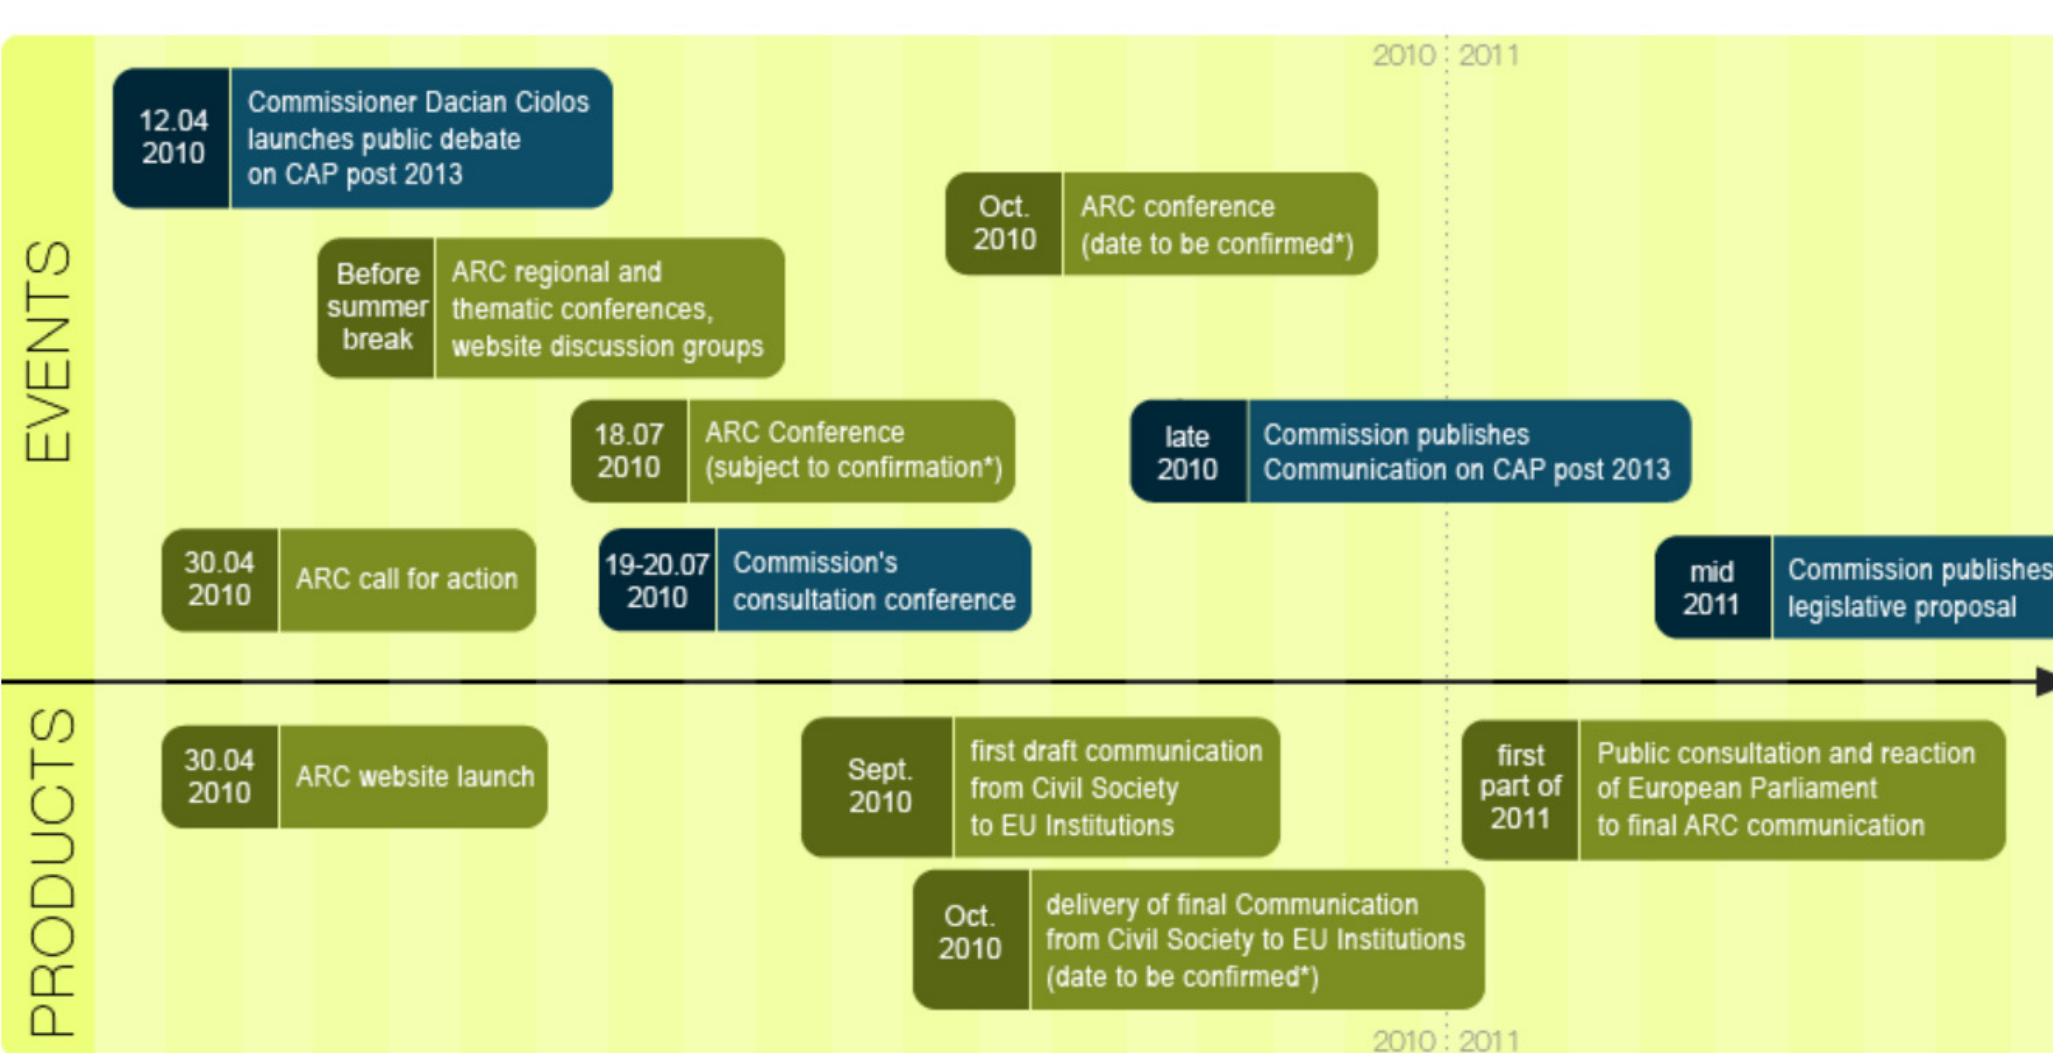 2010 2011
12.04
2010
Commissioner Dacian Ciolos
launches public debate
on CAP post 2013
Oct.
2010
ARC conference
(date to be confirmed*)
Before
summer
break
ARC regional and
thematic conferences,
website discussion groups
EVENTS
18.07
2010
ARC Conference
(subject to confirmation*)
late
2010
Commission publishes
Communication on CAP post 2013
30.04
2010
ARC call for action
19-20.07
2010
Commission's
consultation conference
mid
2011
Commission publishes
legislative proposal
PRODUCTS
30.04
2010
ARC website launch
Sept.
2010
first draft communication
from Civil Society
to EU Institutions
first
part of
2011
Public consultation and reaction
of European Parliament
to final ARC communication
Oct.
2010
delivery of final Communication
from Civil Society to EU Institutions
(date to be confirmed*)
2010 2011